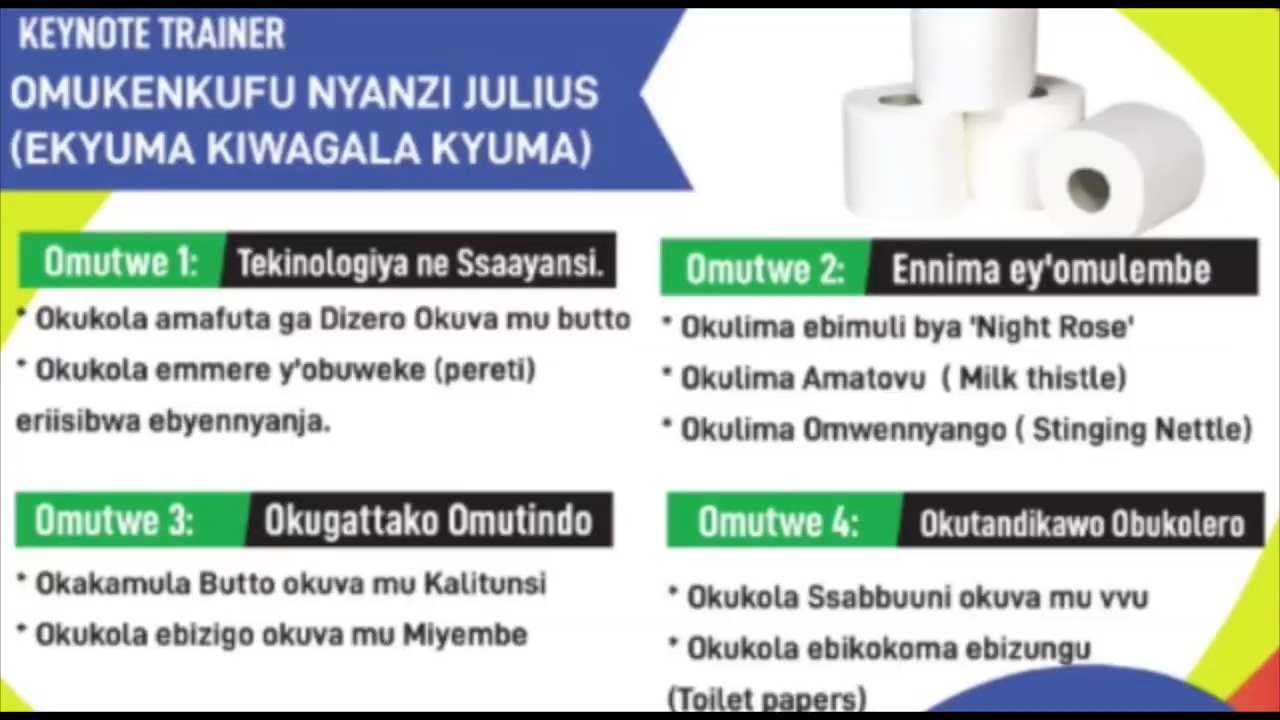 KEYNOTE TRAINER
OMUKENKUFU NYANZI JULIUS
(EKYUMA KIWAGALA KYUMA)
Omutwe 1: Tekinologiya ne Ssaayansi.
* Okukola amafuta ga Dizero Okuva mu butto
* Okukola emmere y'obuweke (pereti)
eriisibwa ebyennyanja.
Omutwe 2: Ennima ey'omulembe
* Okulima ebimuli bya 'Night Rose'
* Okulima Amatovu ( Milk thistle)
* Okulima Omwennyango ( Stinging Nettle)
Omutwe 3: Okugattako Omutindo
* Okakamula Butto okuva mu Kalitunsi
* Okukola ebizigo okuva mu Miyembe
Omutwe 4: Okutandikawo Obukolero
* Okukola Ssabbuuni okuva mu vvu
* Okukola ebikokoma ebizungu
(Toilet papers)